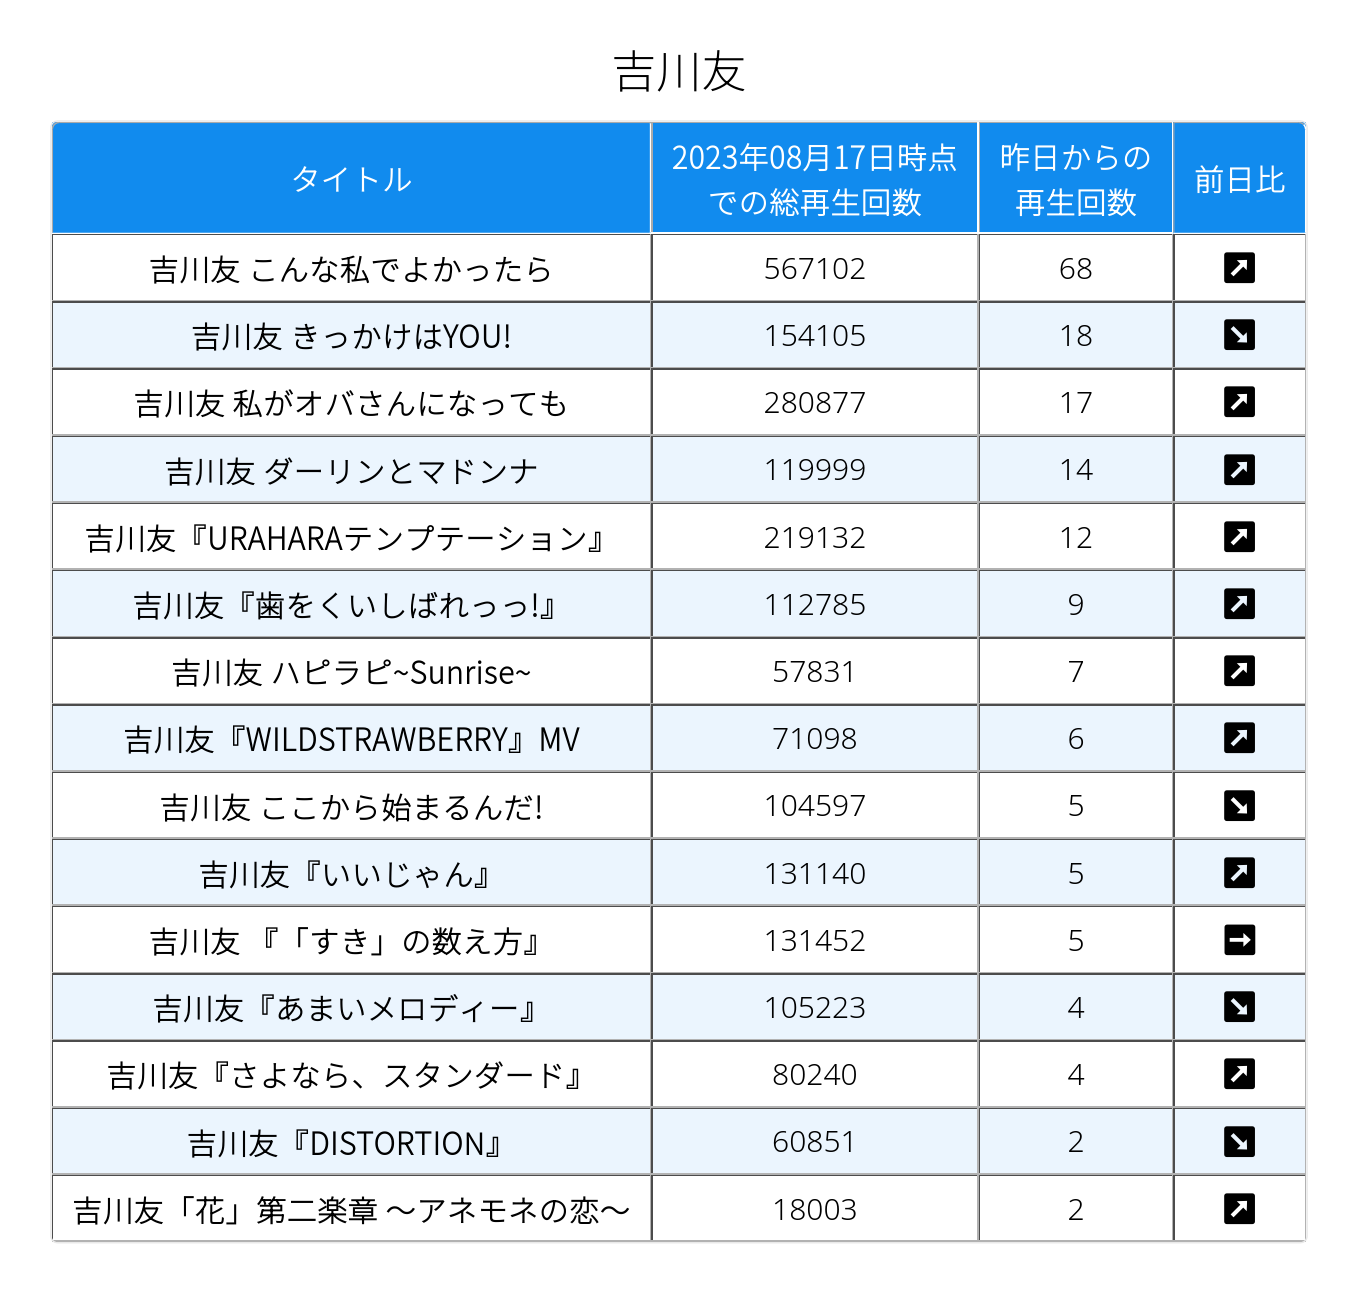 吉川友
タイトル
2023年08月17日時点
での総再生回数
昨日からの
再生回数
前日比
吉川友 こんな私でよかったら 567102 68 ↗
吉川友 きっかけはYOU! 154105 18 ↘
吉川友 私がオバさんになっても 280877 17 ↗
吉川友 ダーリンとマドンナ 119999 14 ↗
吉川友『URAHARAテンプテーション』 219132 12 ↗
吉川友『歯をくいしばれっっ!』 112785 9 ↗
吉川友 ハピラピ~Sunrise~ 57831 7 ↗
吉川友『WILDSTRAWBERRY』MV 71098 6 ↗
吉川友 ここから始まるんだ! 104597 5 ↘
吉川友『いいじゃん』 131140 5 ↗
吉川友 『「すき」の数え方』 131452 5 →
吉川友『あまいメロディー』 105223 4 ↘
吉川友『さよなら、スタンダード』 80240 4 ↗
吉川友『DISTORTION』 60851 2 ↘
吉川友「花」第二楽章 ～アネモネの恋～ 18003 2 ↗